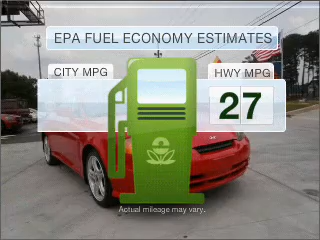 EPA FUEL ECONOMY ESTIMATES
CITY MPG
HWY MPG
27
Actual mileage may vary.